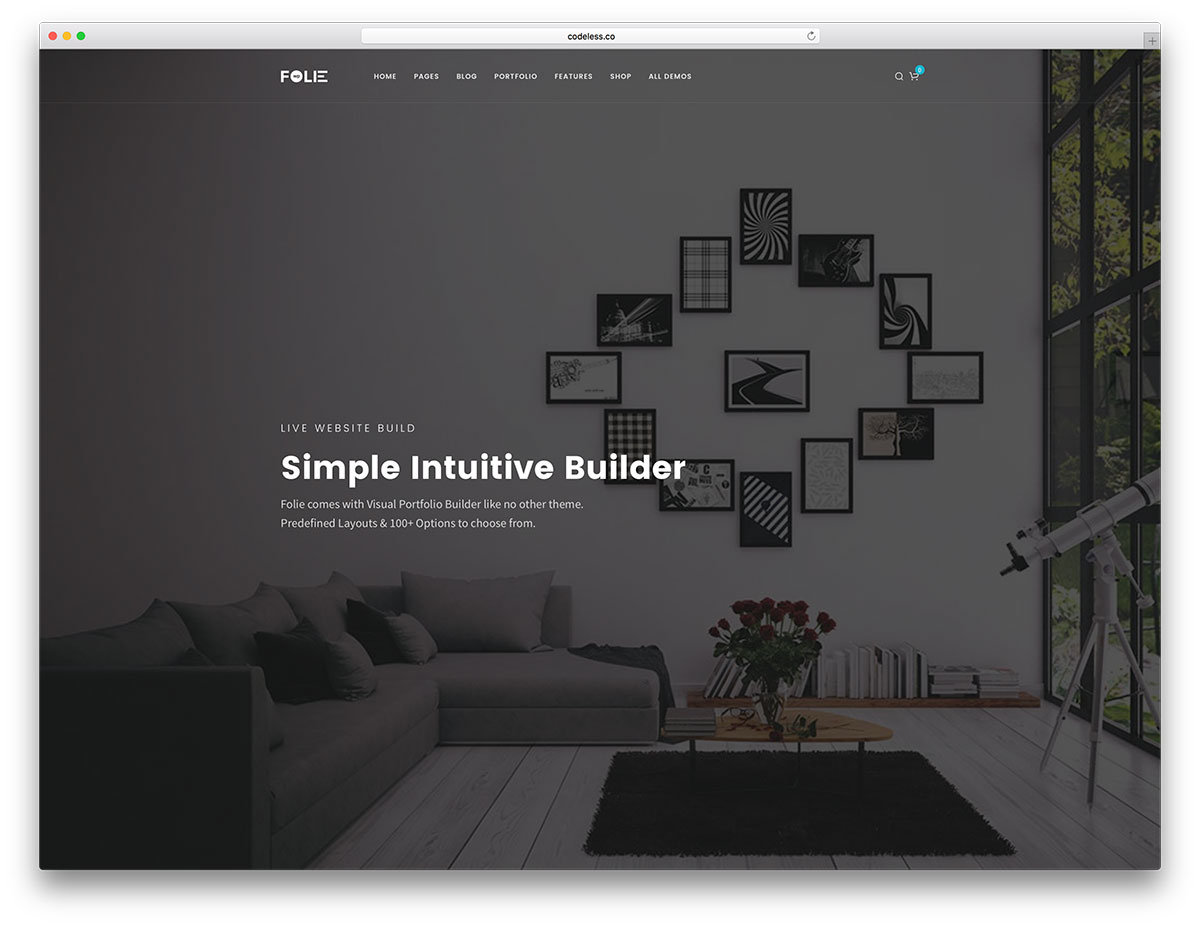 codeless.co
FOLIE
HOME PAGES BLOG PORTFOLIO FEATURES SHOP ALL DEMOS
0
LIVE WEBSITE BUILD
Simple Intuitive Builder
Folie comes with Visual Portfolio Builder like no other theme.
Predefined Layouts & 100+ Options to choose from.